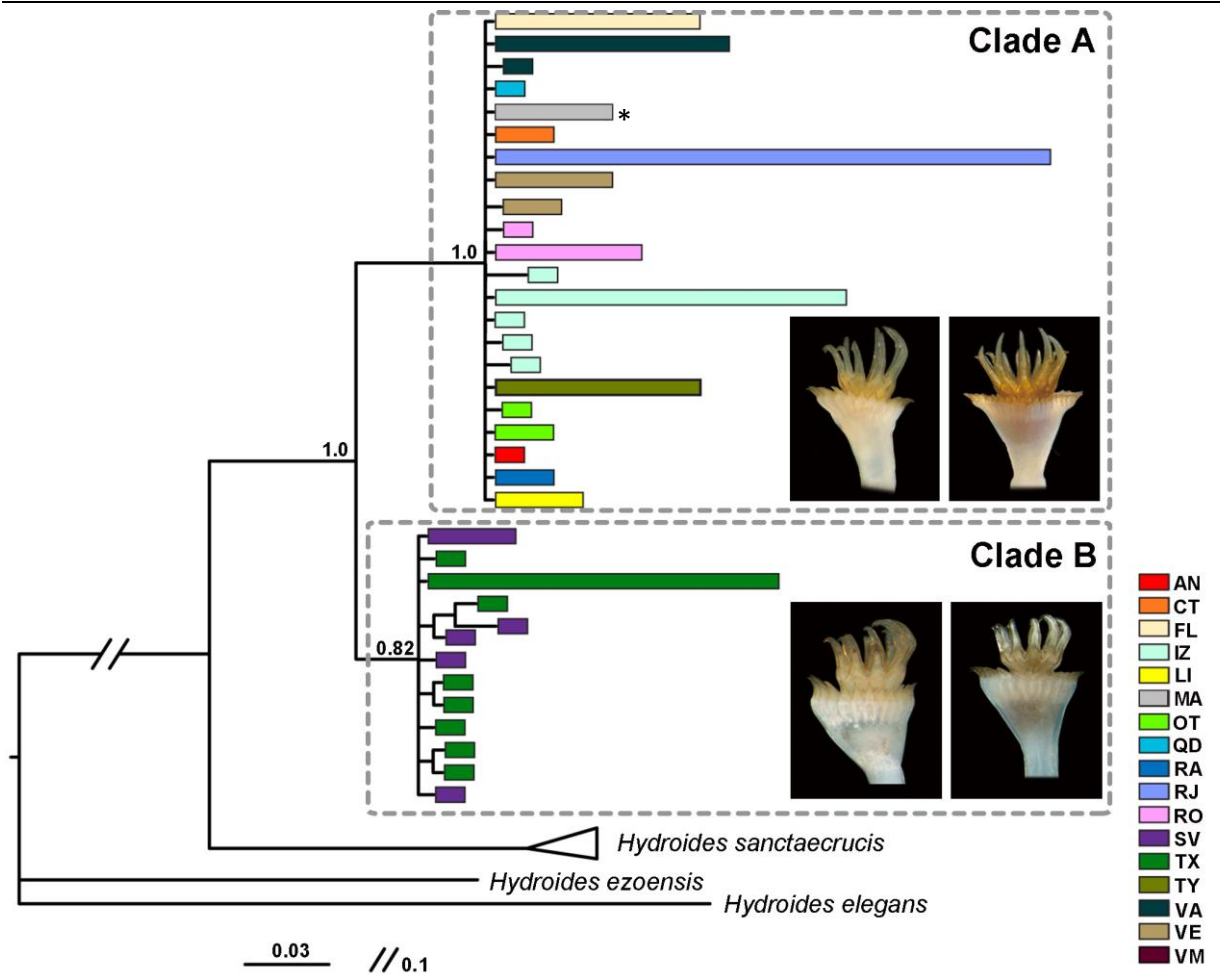 Clade A
*
1.0
1.0
Clade B
0.82
AN
CT
FL
IZ
LI
MA
OT
QD
RA
RJ
RO
SV
TX
TY
VA
VE
VM
Hydroides sanctaecrucis
Hydroides ezoensis
Hydroides elegans
0.03
// 0.1